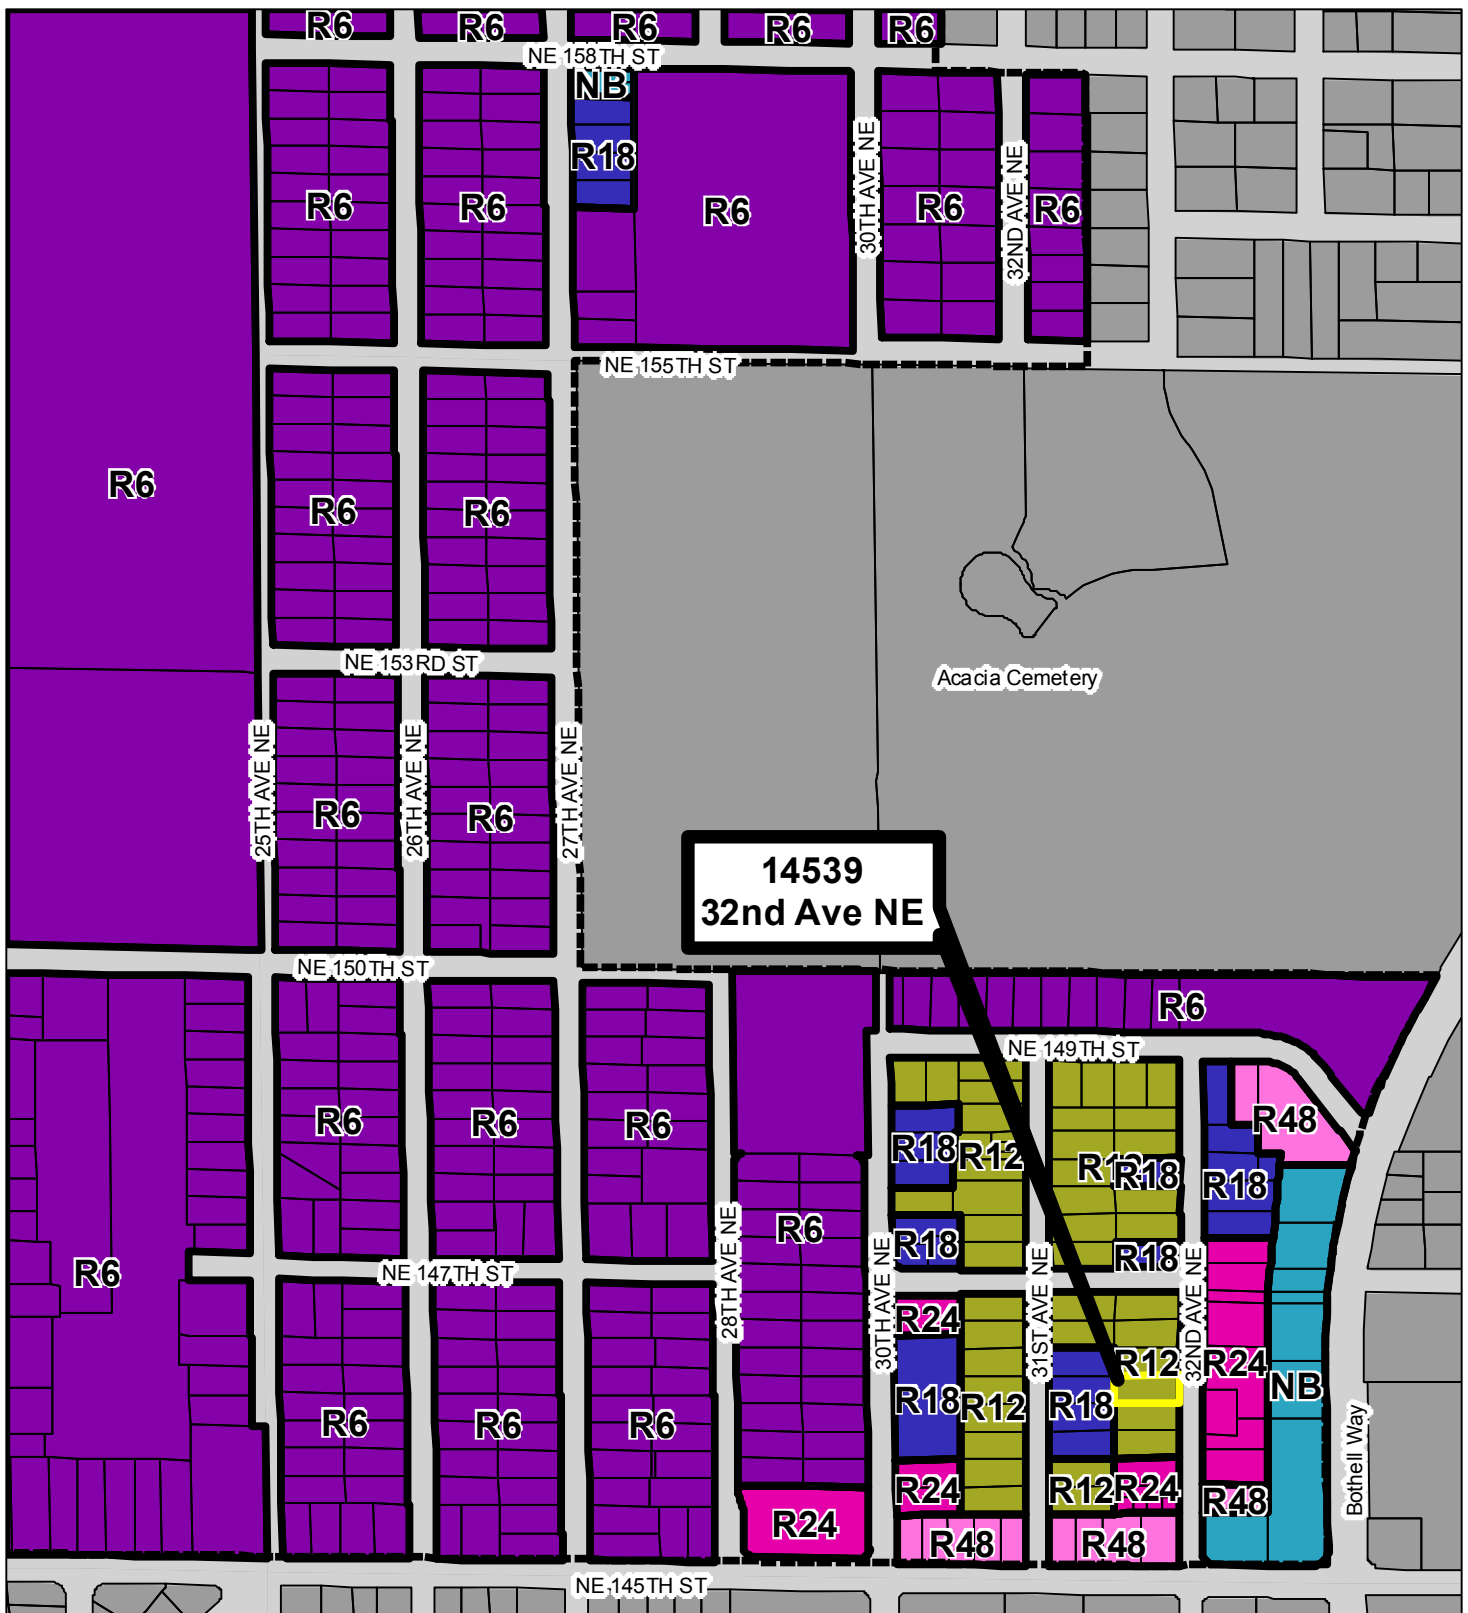 R6
R6
R6
R6
R6
NE 158TH ST
NB
R18
R6
R6
R6
R6
R6
30TH AVE NE
32ND AVE NE
NE 155TH ST
R6
R6
R6
NE 153RD ST
Acacia Cemetery
25TH AVE NE
26TH AVE NE
27TH AVE NE
R6
R6
14539
32nd Ave NE
NE 150TH ST
R6
NE 149TH ST
R6
R6
R6
R18
R12
R12
R18
R18
R48
R6
R6
28TH AVE NE
R18
R18
NE 147TH ST
30TH AVE NE
31ST AVE NE
32ND AVE NE
R24
R12
R24
NB
R6
R6
R6
R18
R12
R18
R24
R12
R24
R48
R24
R48
R48
Bothell Way
NE 145TH ST